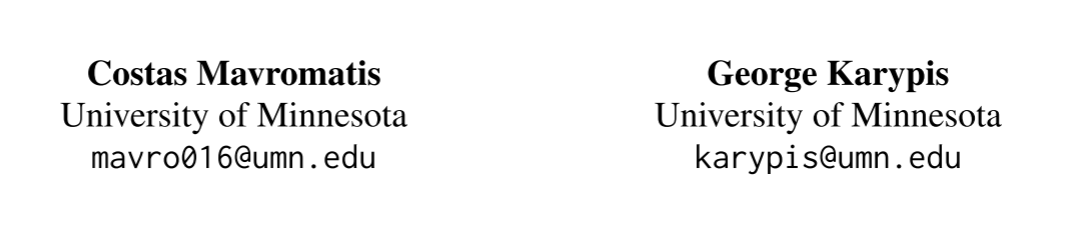 Costas Mavromatis
University of Minnesota
mavro016@umn.edu
George Karypis
University of Minnesota
karypis@umn.edu